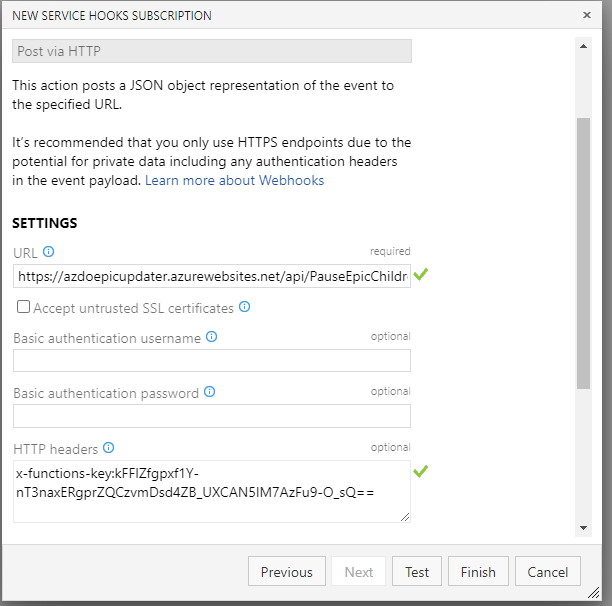 NEW SERVICE HOOKS SUBSCRIPTION
Post via HTTP
This action posts a JSON object representation of the event to
the specified URL.
It's recommended that you only use HTTPS endpoints due to the
potential for private data including any authentication headers
in the event payload. Learn more about Webhooks
SETTINGS
URL required
https://azdoepicupdater.azurewebsites.net/api/PauseEpicChildr
Accept untrusted SSL certificates
Basic authentication username optional
Basic authentication password optional
HTTP headers optional
x-functions-key:kFFlZfgpxf1Y-
nT3naxERgprZQCzvmDsd4ZB_UXCAN5IM7AzFu9-O_sQ==
Previous Next Test Finish Cancel